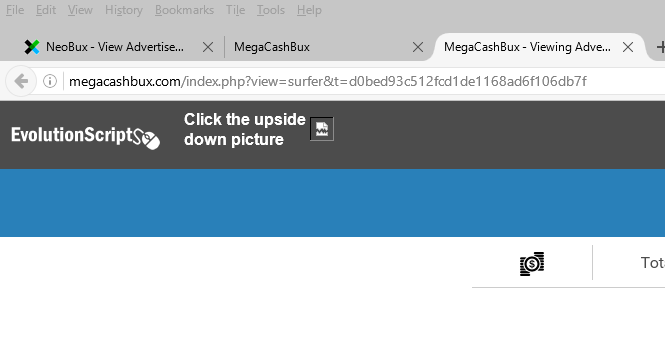 File Edit View History Bookmarks Tile Tools Help
NeoBux - View Advertise... MegaCashBux MegaCashBux - Viewing Adve...
megacashbux.com/index.php?view=surfer&t=d0bed93c512fcd1de1168ad6f106db7f
EvolutionScript
Click the upside
down picture
Tota